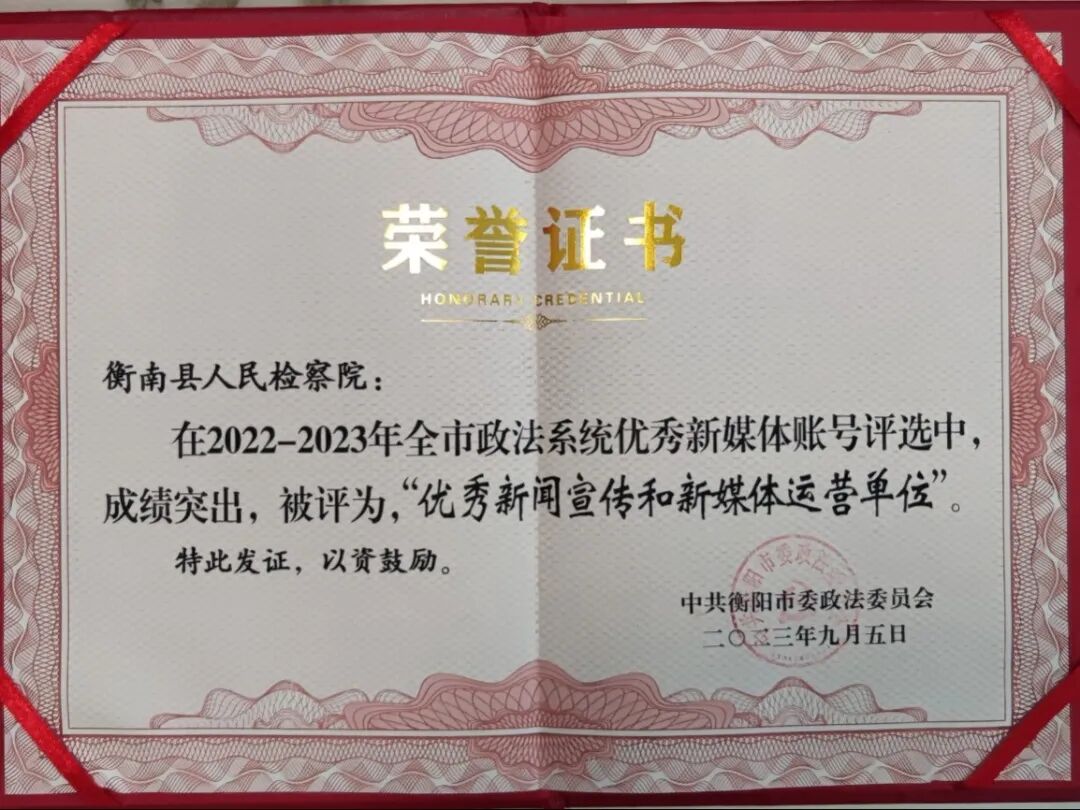 荣誉证书
HONORARY CREDENTIAL
衡南县人民检察院：
在2022-2023年全市政法系统优秀新媒体账号评选中，
成绩突出，被评为，“优秀新闻宣传和新媒体运营单位”。
特此发证，以资鼓励。
中共衡阳市委政法委员会
二〇二三年九月五日